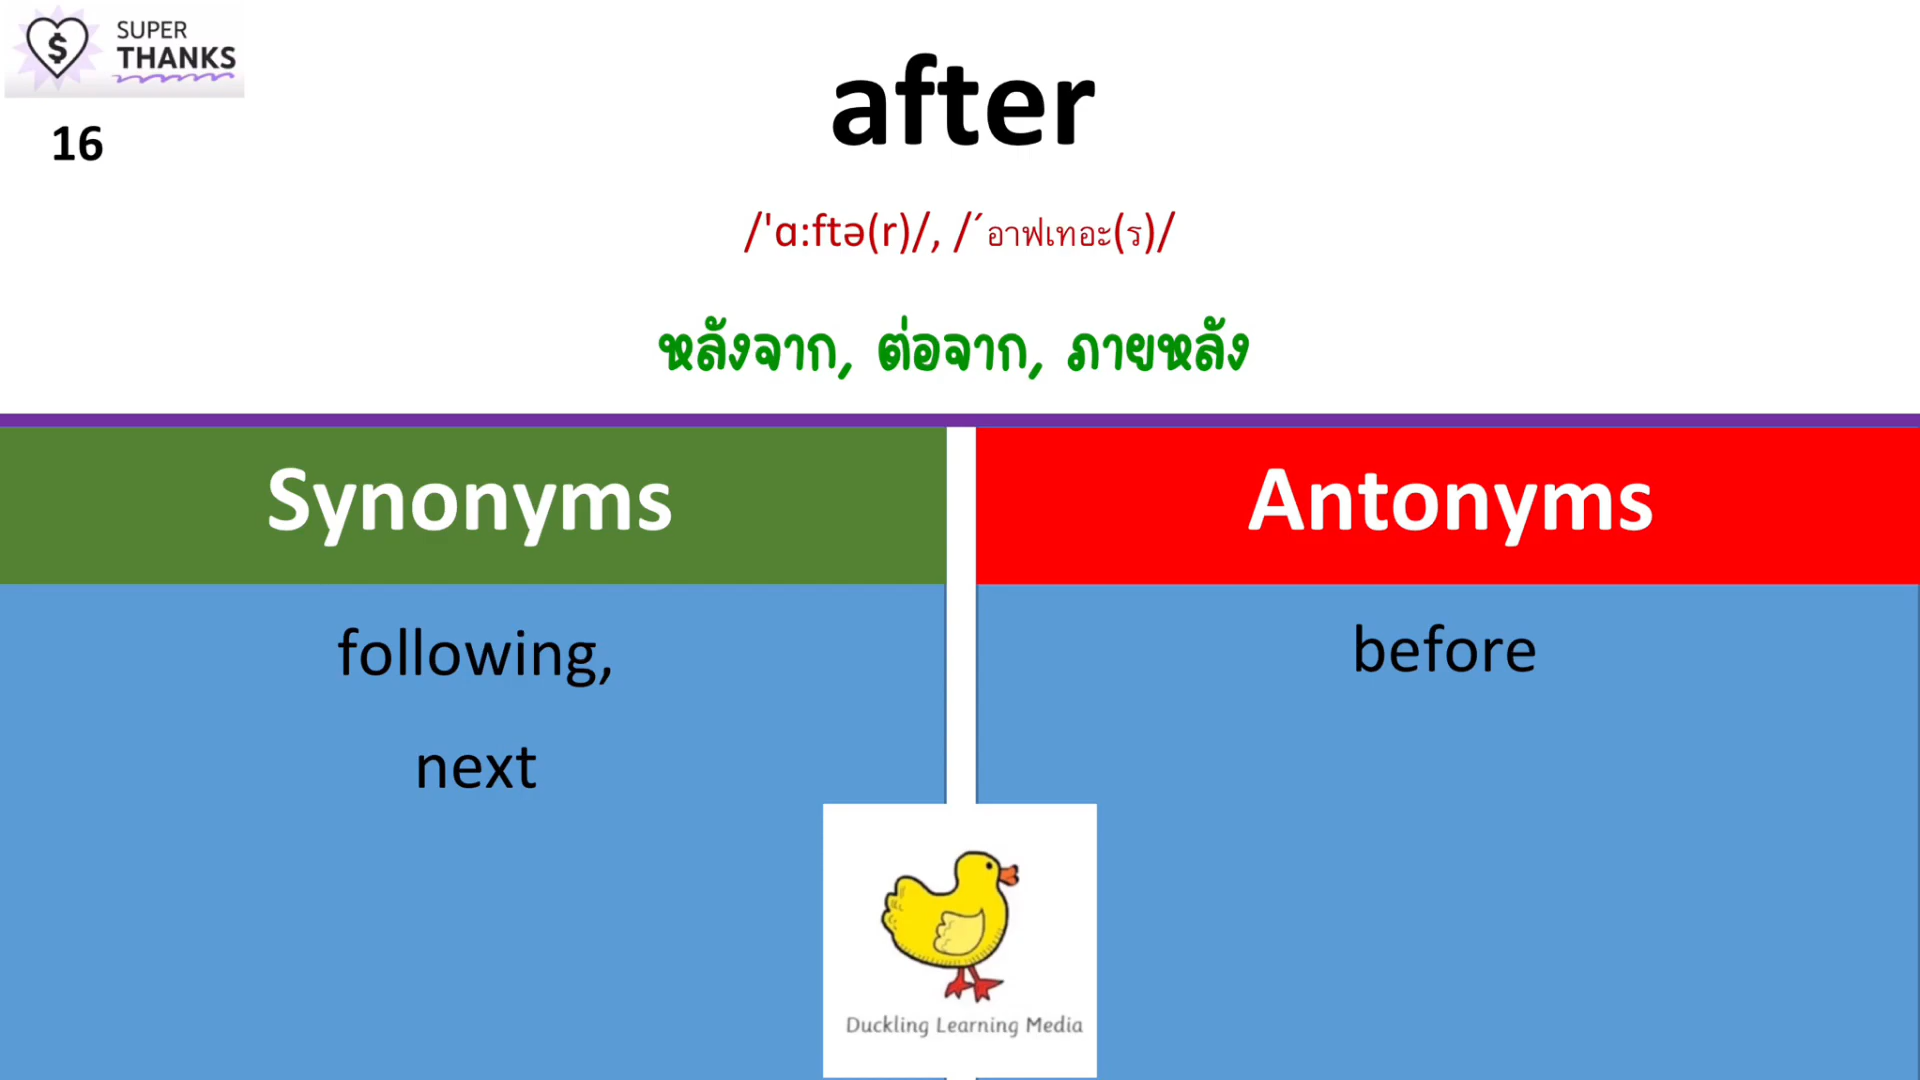 SUPER
THANKS
16
after
/ˈɑːftə(r)/, /´อาฟเทอะ(ร)/
หลังจาก, ต่อจาก, ภายหลัง
Synonyms
Antonyms
following,
next
before
Duckling Learning Media